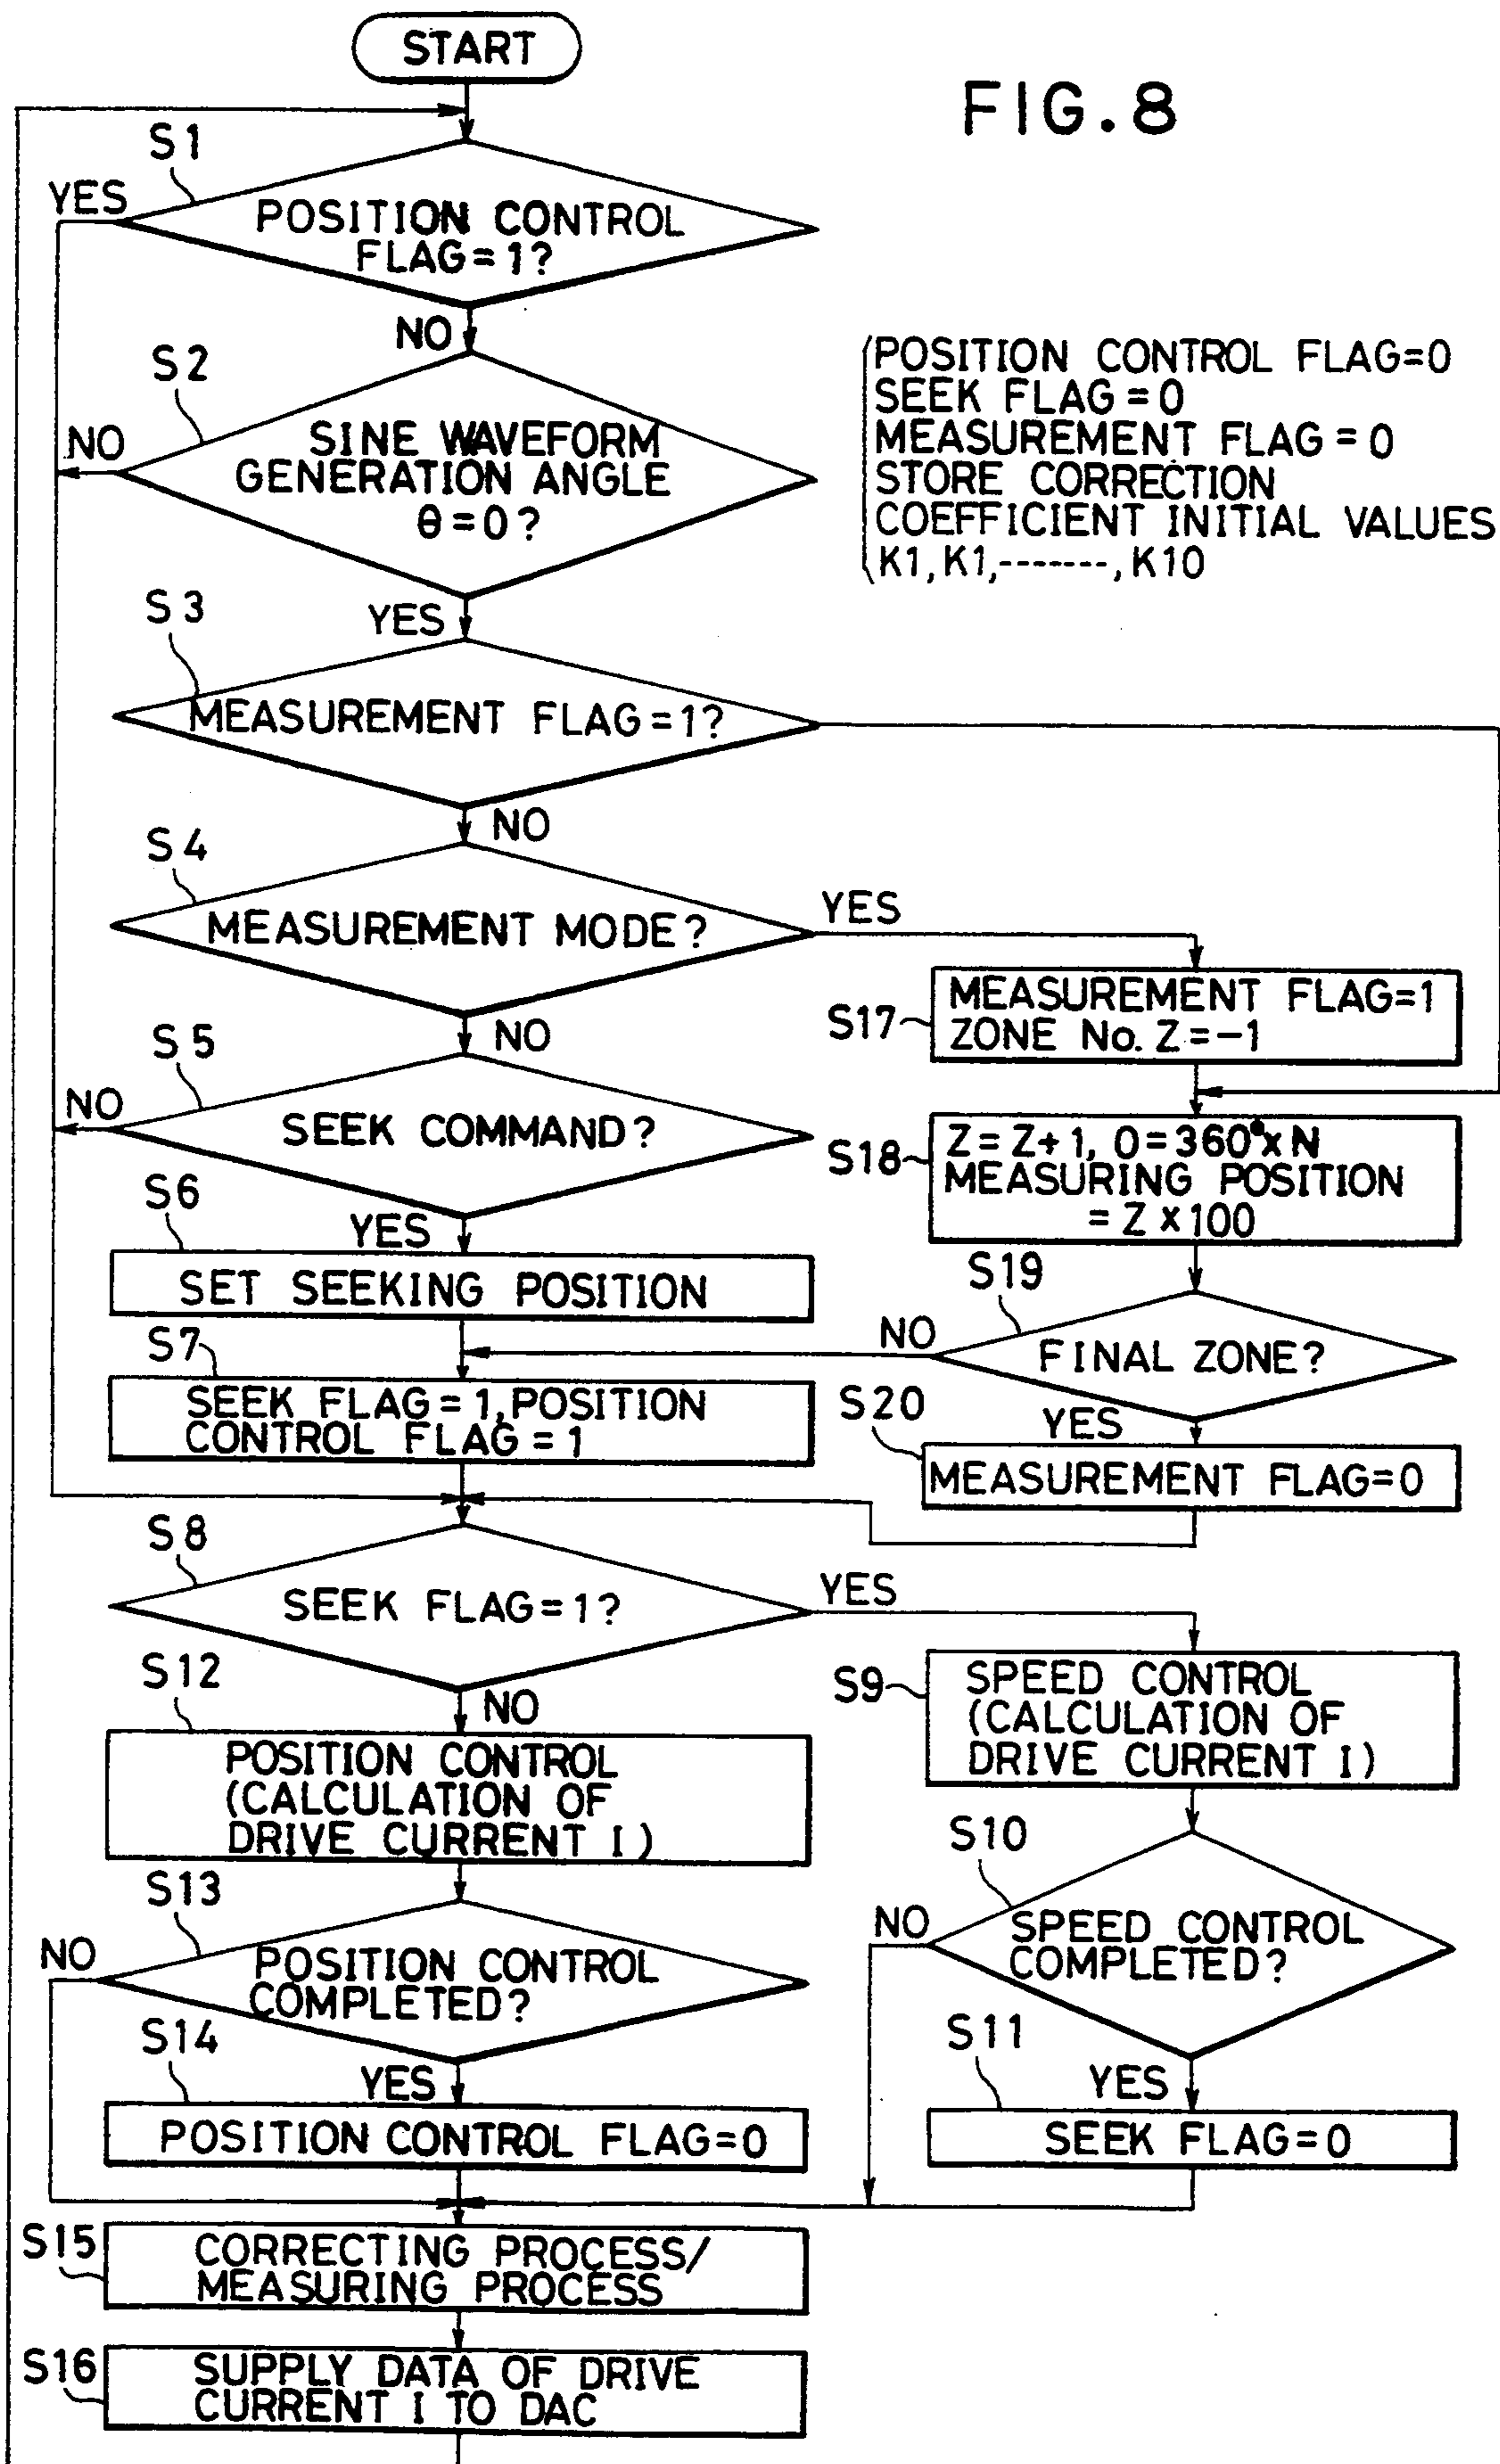 START
FIG. 8
S1
YES
POSITION CONTROL
FLAG=1?
NO
S2
NO
SINE WAVEFORM
GENERATION ANGLE
θ=0?
YES
POSITION CONTROL FLAG=0
SEEK FLAG=0
MEASUREMENT FLAG=0
STORE CORRECTION
COEFFICIENT INITIAL VALUES
K1, K1,-------, K10
S3
MEASUREMENT FLAG=1?
NO
S4
MEASUREMENT MODE?
YES
NO
S17
MEASUREMENT FLAG=1
ZONE No. Z=-1
S5
NO
SEEK COMMAND?
YES
S18
Z=Z+1, 0=360°×N
MEASURING POSITION
=Z×100
S6
SET SEEKING POSITION
S19
NO
FINAL ZONE?
YES
S7
SEEK FLAG=1, POSITION
CONTROL FLAG=1
S20
MEASUREMENT FLAG=0
S8
SEEK FLAG=1?
YES
NO
S9
SPEED CONTROL
(CALCULATION OF
DRIVE CURRENT I)
S12
POSITION CONTROL
(CALCULATION OF
DRIVE CURRENT I)
S10
NO
SPEED CONTROL
COMPLETED?
YES
S13
NO
POSITION CONTROL
COMPLETED?
YES
S11
SEEK FLAG=0
S14
POSITION CONTROL FLAG=0
S15
CORRECTING PROCESS/
MEASURING PROCESS
S16
SUPPLY DATA OF DRIVE
CURRENT I TO DAC